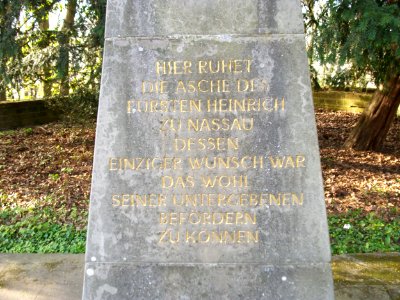 HIER RUHET
DIE ASCHE DES
FÜRSTEN HEINRICH
ZU NASSAU
DESSEN
EINZIGER WUNSCH WAR
DAS WOHL
SEINER UNTERGEBENEN
BEFÖRDERN
ZU KÖNNEN